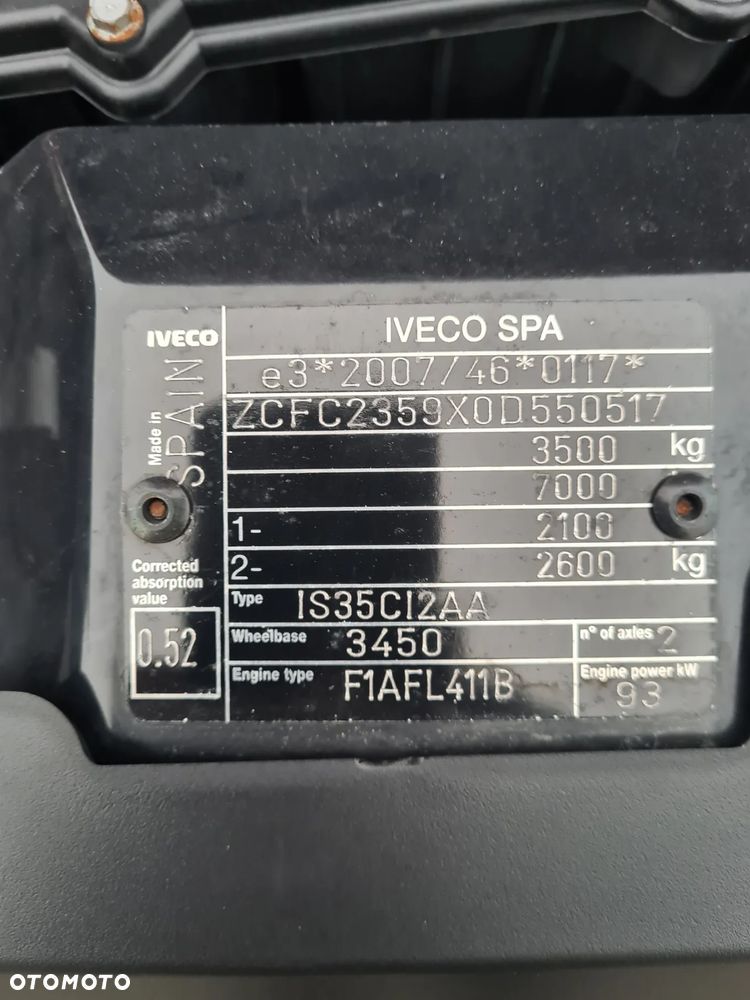 IVECO
IVECO SPA
Made in
SPAIN
e3*2007/46*0117*
ZCFC2359X0D550517
3500 kg
7000
1- 2100
2- 2600 kg
Corrected
absorption
value
0.52
Type IS35CI2AA
Wheelbase 3450 n° of axles 2
Engine type F1AFL411B Engine power kW
93
OTOMOTO